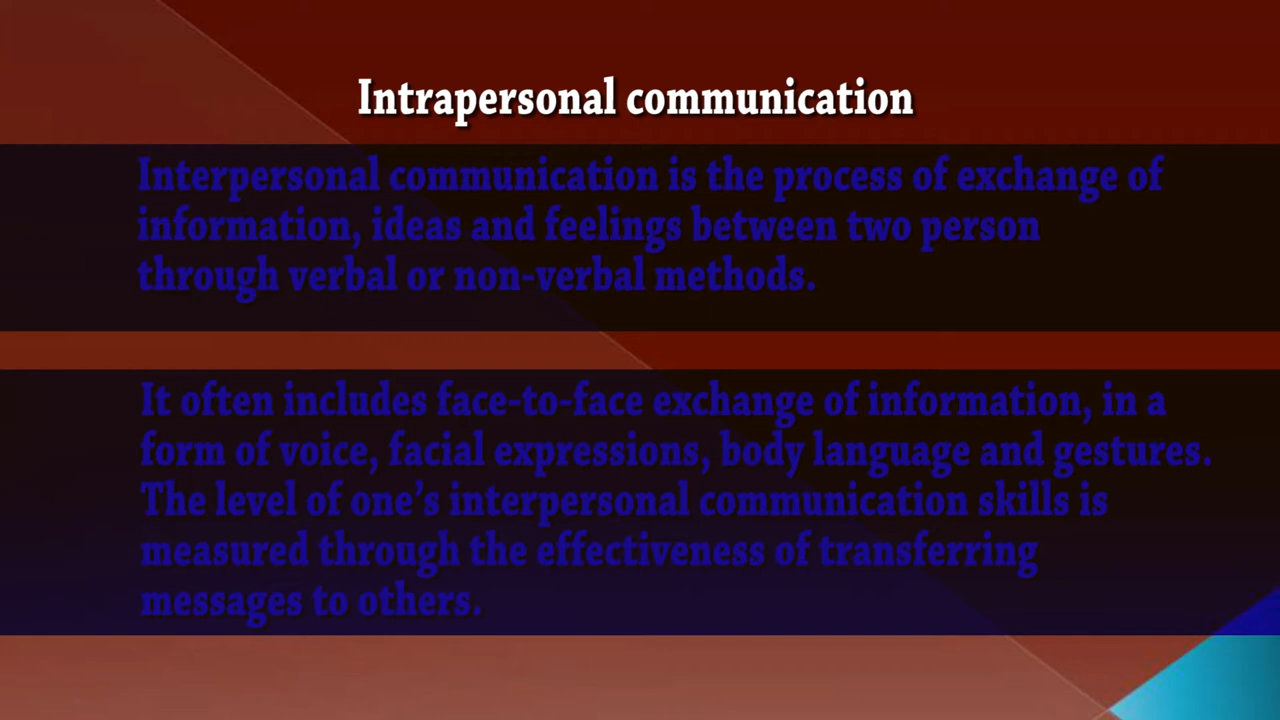 Intrapersonal communication
Interpersonal communication is the process of exchange of
information, ideas and feelings between two person
through verbal or non-verbal methods.
It often includes face-to-face exchange of information, in a
form of voice, facial expressions, body language and gestures.
The level of one’s interpersonal communication skills is
measured through the effectiveness of transferring
messages to others.